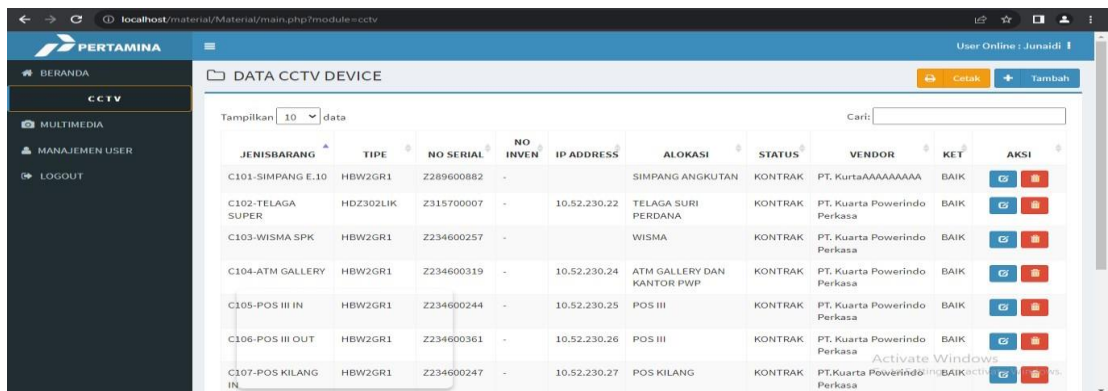 localhost/material/Material/main.php?module=cctv
PERTAMINA
User Online : Junaidi
BERANDA
CCTV
MULTIMEDIA
MANAJEMEN USER
LOGOUT
DATA CCTV DEVICE
Cetak
Tambah
Tampilkan 10 data
Cari:
JENISBARANG TIPE NO SERIAL NO INVEN IP ADDRESS ALOKASI STATUS VENDOR KET AKSI
C101-SIMPANG E.10 HBW2GR1 Z289600882 - SIMPANG ANGKUTAN KONTRAK PT. KurtaAAAAAAAAA BAIK
C102-TELAGA HDZ302LIK Z315700007 - 10.52.230.22 TELAGA SURI KONTRAK PT. Kuarta Powerindo BAIK
SUPER PERDANA Perkasa
C103-WISMA SPK HBW2GR1 Z234600257 - WISMA KONTRAK PT. Kuarta Powerindo BAIK
Perkasa
C104-ATM GALLERY HBW2GR1 Z234600319 - 10.52.230.24 ATM GALLERY DAN KONTRAK PT. Kuarta Powerindo BAIK
KANTOR PWP Perkasa
C105-POS III IN HBW2GR1 Z234600244 - 10.52.230.25 POS III KONTRAK PT. Kuarta Powerindo BAIK
Perkasa
C106-POS III OUT HBW2GR1 Z234600361 - 10.52.230.26 POS III KONTRAK PT. Kuarta Powerindo BAIK
Perkasa
Activate Windows
C107-POS KILANG HBW2GR1 Z234600247 - 10.52.230.27 POS KILANG KONTRAK PT.Kuarta Powerindo BAIK
IN Perkasa